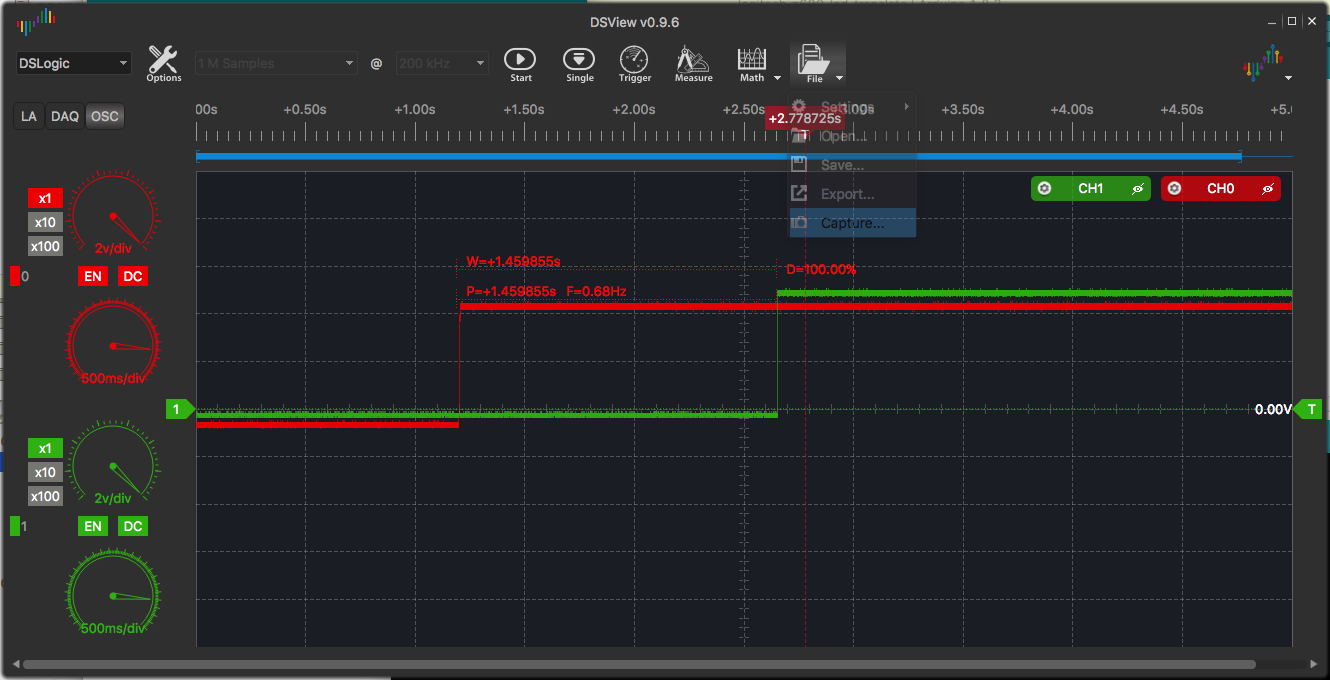 DSView v0.9.6
DSLogic
Options
1 M Samples
@
200 kHz
Start
Single
Trigger
Measure
Math
File
LA
DAQ
OSC
00s
+0.50s
+1.00s
+1.50s
+2.00s
+2.50s
+3.50s
+4.50s
+5.0
+2.778725s
T
Settings
Open...
Save...
Export...
Capture...
CH1
CH0
x1
x10
x100
2v/div
0
EN
DC
500ms/div
W=+1.459855s
D=100.00%
P=+1.459855s F=0.68Hz
1
0.00V
T
x1
x10
x100
2v/div
1
EN
DC
500ms/div